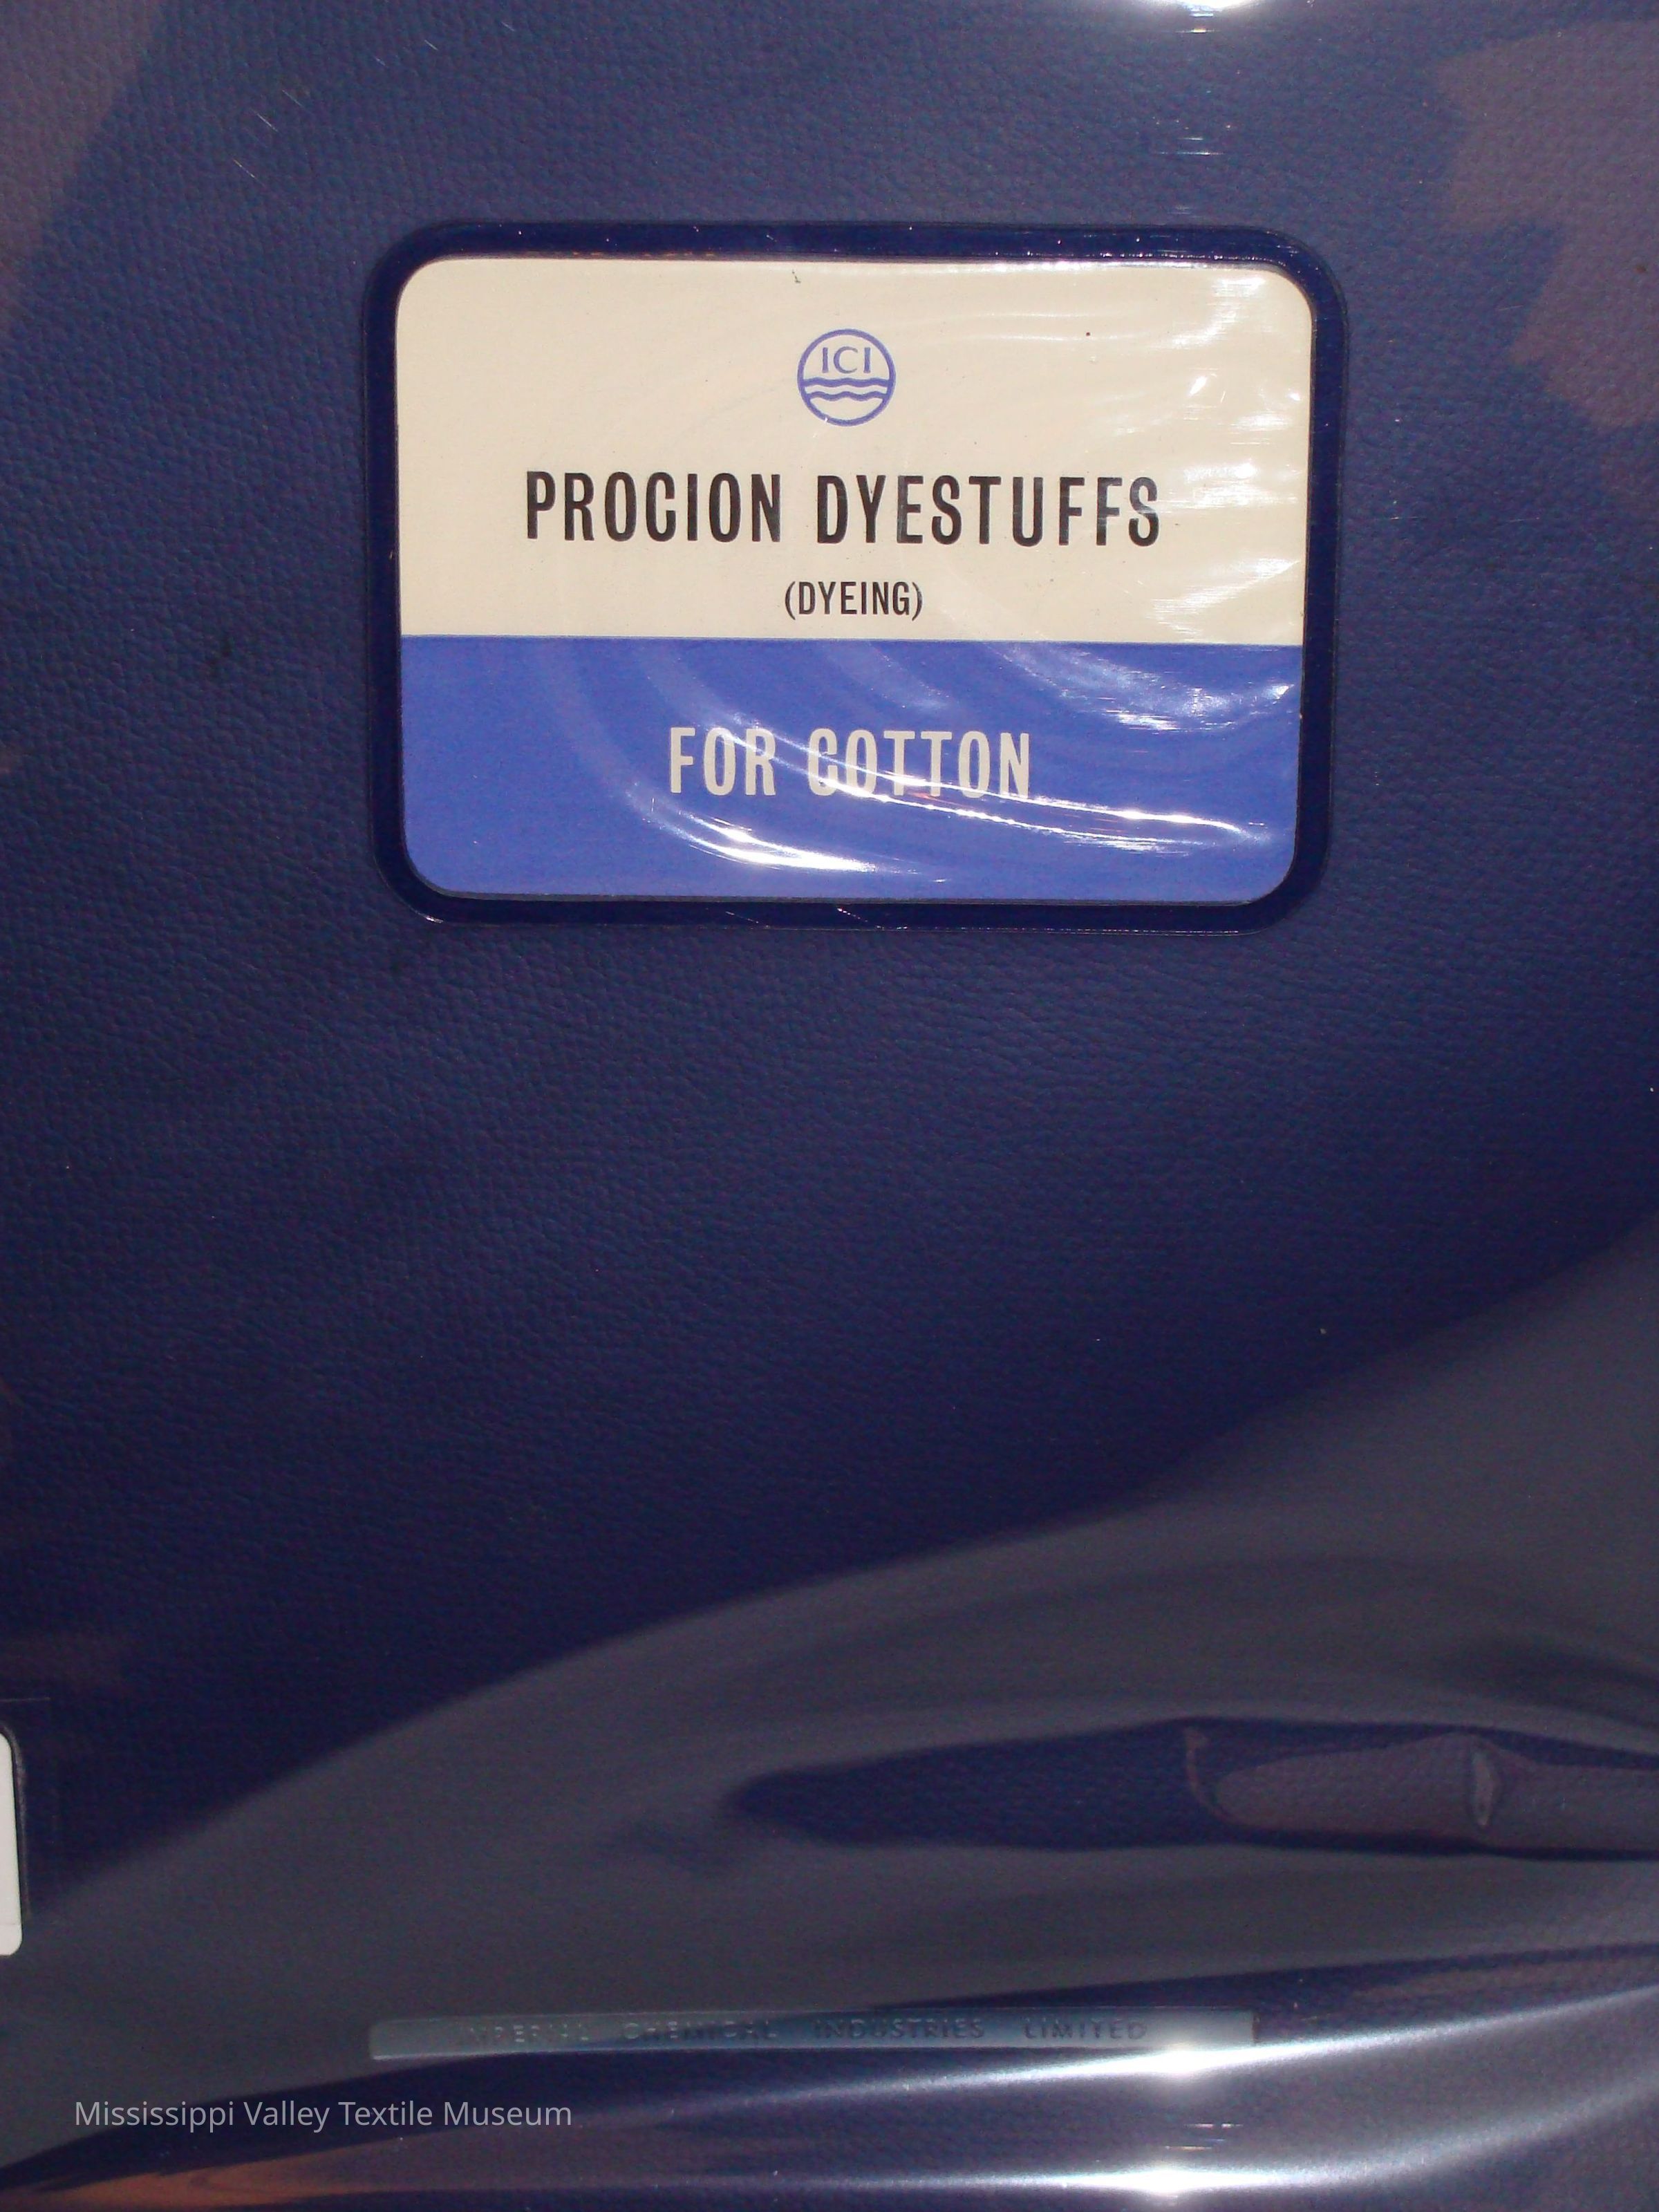 ICI
PROCION DYESTUFFS
(DYEING)
FOR COTTON
IMPERIAL CHEMICAL INDUSTRIES LIMITED
Mississippi Valley Textile Museum